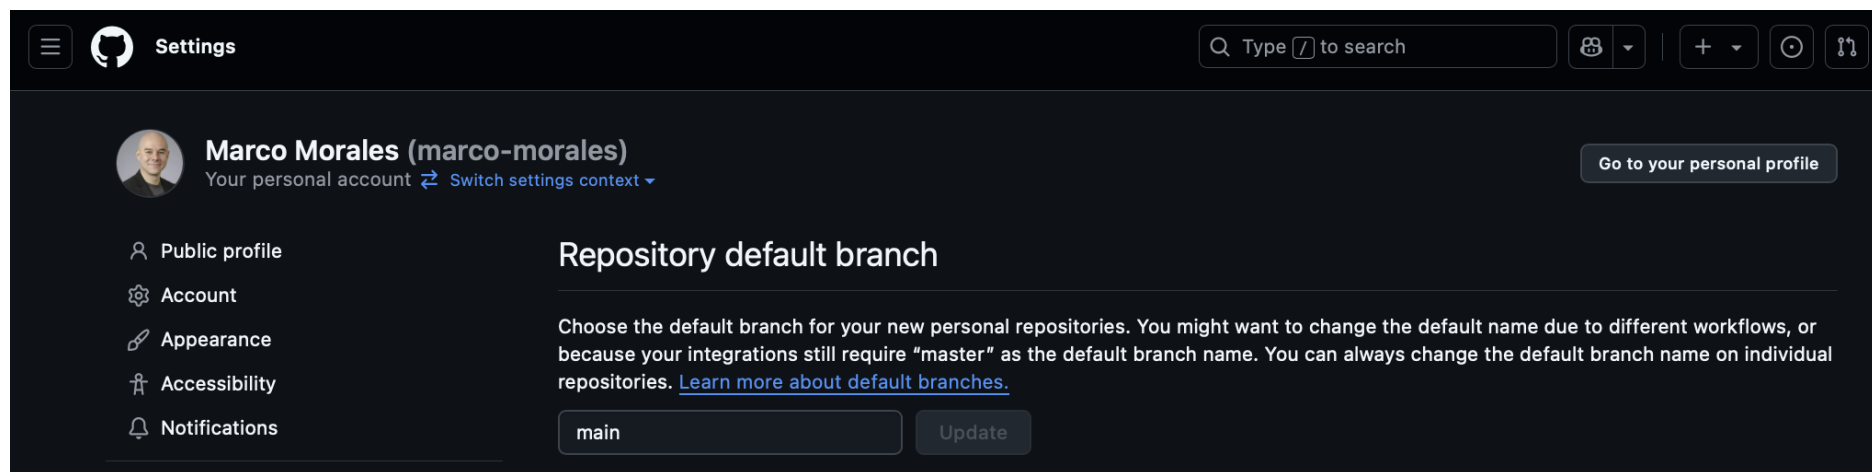 Settings
Type / to search
Marco Morales (marco-morales)
Your personal account Switch settings context
Go to your personal profile
Public profile
Account
Appearance
Accessibility
Notifications
Repository default branch
Choose the default branch for your new personal repositories. You might want to change the default name due to different workflows, or
because your integrations still require “master” as the default branch name. You can always change the default branch name on individual
repositories. Learn more about default branches.
main
Update